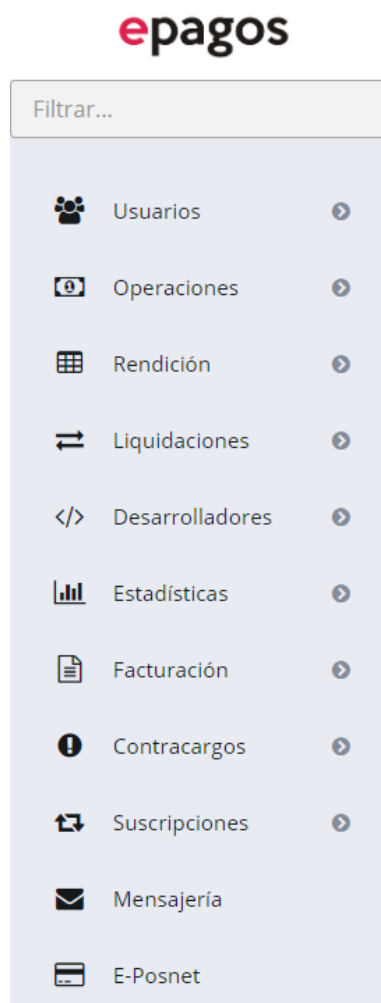 epagos
Filtrar...
Usuarios
Operaciones
Rendición
Liquidaciones
Desarrolladores
Estadísticas
Facturación
Contracargos
Suscripciones
Mensajería
E-Posnet